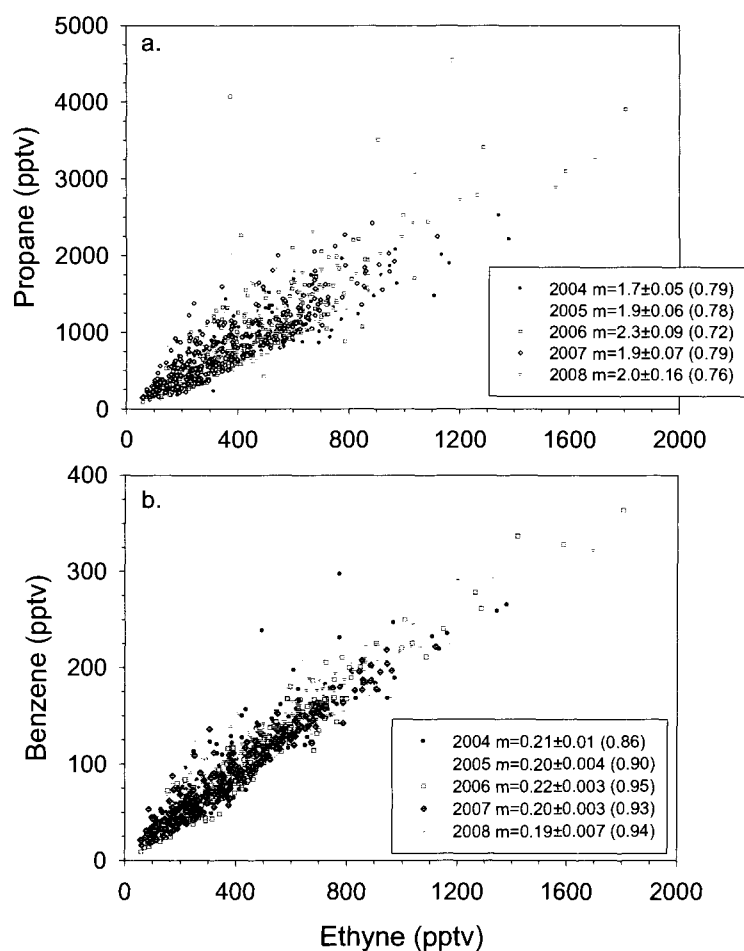 a.
5000
4000
3000
2000
1000
0
Propane (pptv)
2004 m=1.7±0.05 (0.79)
2005 m=1.9±0.06 (0.78)
2006 m=2.3±0.09 (0.72)
2007 m=1.9±0.07 (0.79)
2008 m=2.0±0.16 (0.76)
0 400 800 1200 1600 2000
b.
400
300
200
100
0
Benzene (pptv)
2004 m=0.21±0.01 (0.86)
2005 m=0.20±0.004 (0.90)
2006 m=0.22±0.003 (0.95)
2007 m=0.20±0.003 (0.93)
2008 m=0.19±0.007 (0.94)
0 400 800 1200 1600 2000
Ethyne (pptv)